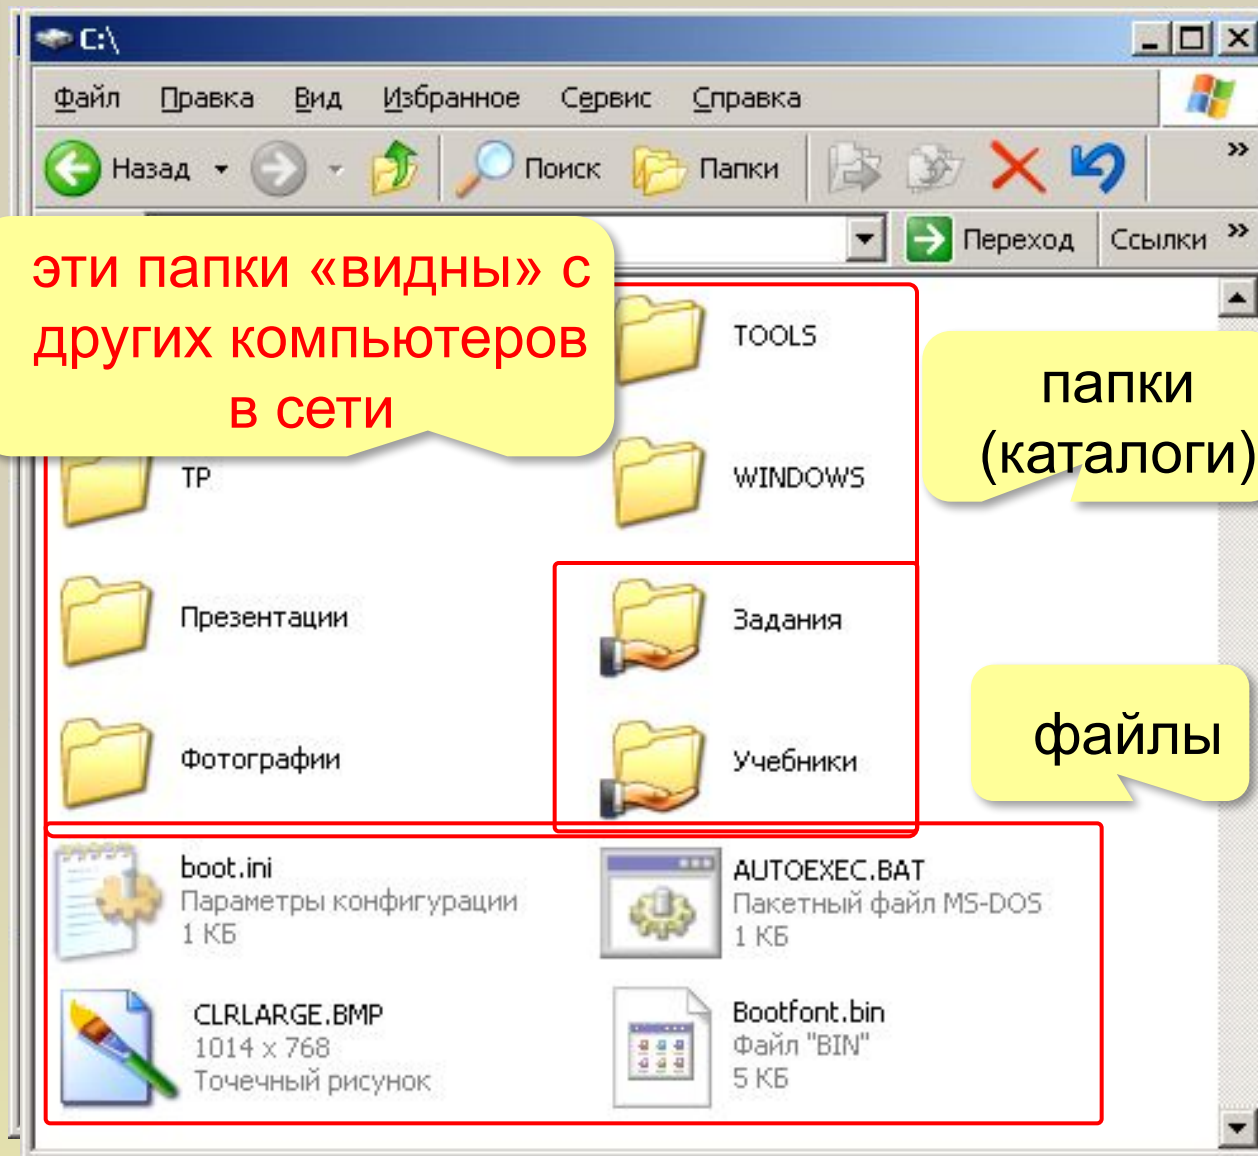 C:\
Файл Правка Вид Избранное Сервис Справка
Назад Поиск Папки »
Переход Ссылки »
эти папки «видны» с
других компьютеров
в сети
TOOLS
папки
(каталоги)
TP WINDOWS
Презентации Задания
файлы
Фотографии Учебники
boot.ini AUTOEXEC.BAT
Параметры конфигурации Пакетный файл MS-DOS
1 КБ 1 КБ
CLRLARGE.BMP Bootfont.bin
1014 x 768 Файл "BIN"
Точечный рисунок 5 КБ